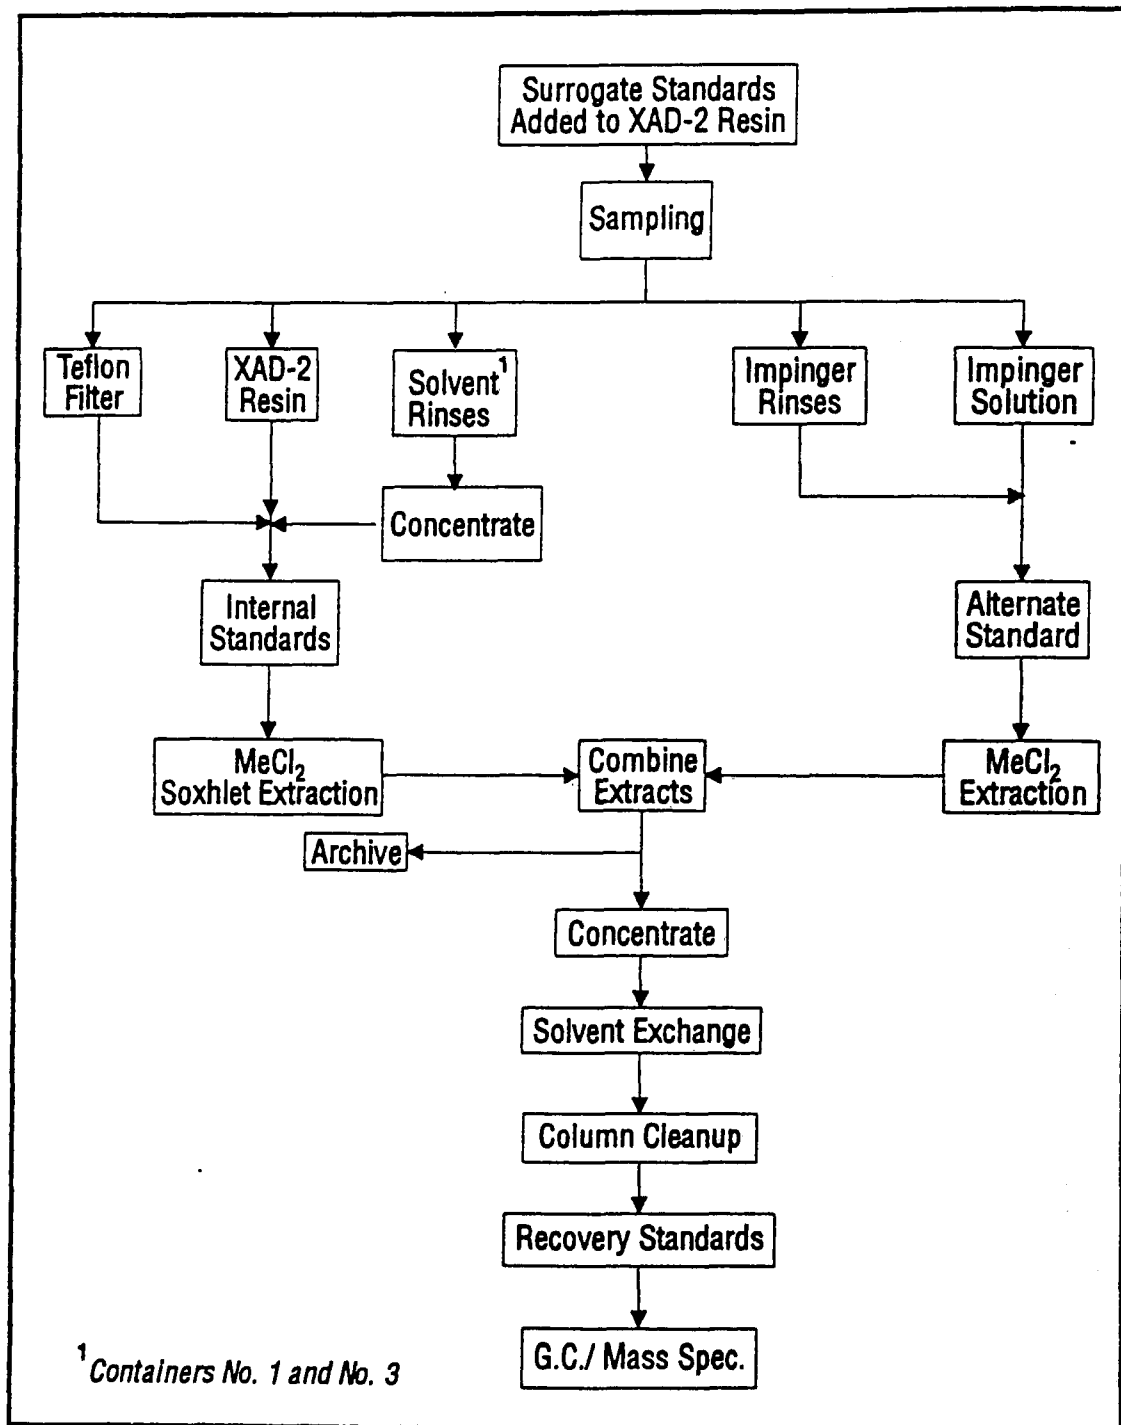 Surrogate Standards
Added to XAD-2 Resin
Sampling
Teflon
Filter
XAD-2
Resin
Solvent¹
Rinses
Impinger
Rinses
Impinger
Solution
Concentrate
Internal
Standards
Alternate
Standard
MeCl₂
Soxhlet Extraction
Combine
Extracts
MeCl₂
Extraction
Archive
Concentrate
Solvent Exchange
Column Cleanup
Recovery Standards
G.C./ Mass Spec.
¹ Containers No. 1 and No. 3